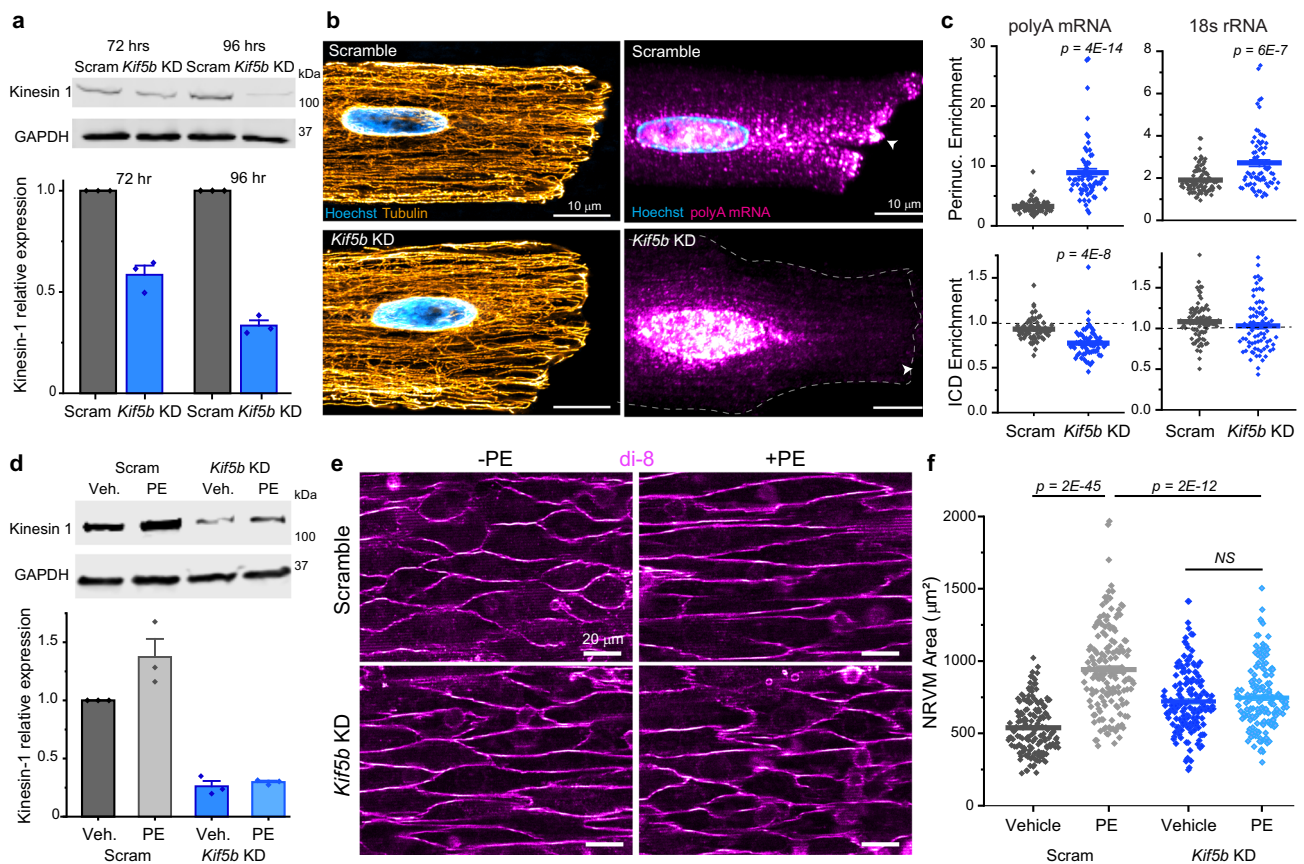 a
72 hrs 96 hrs
Scram Kif5b KD Scram Kif5b KD
kDa
Kinesin 1
100
GAPDH
37
Kinesin-1 relative expression
72 hr
96 hr
1.0
0.5
0
Scram Kif5b KD Scram Kif5b KD
b
Scramble
Hoechst Tubulin
10 μm
Scramble
Hoechst polyA mRNA
10 μm
Kif5b KD
Kif5b KD
c
polyA mRNA
18s rRNA
Perinuc. Enrichment
p = 4E-14
30
20
10
0
p = 6E-7
8
6
4
2
0
ICD Enrichment
p = 4E-8
1.5
1.0
0.5
0
1.5
1.0
0.5
0
Scram Kif5b KD
Scram Kif5b KD
d
Scram Kif5b KD
Veh. PE Veh. PE
kDa
Kinesin 1
100
GAPDH
37
Kinesin-1 relative expression
1.5
1.0
0.5
0
Veh. PE Veh. PE
Scram Kif5b KD
e
-PE di-8 +PE
Scramble
20 μm
Kif5b KD
f
p = 2E-45
p = 2E-12
NS
NRVM Area (μm²)
2000
1500
1000
500
0
Vehicle PE Vehicle PE
Scram Kif5b KD